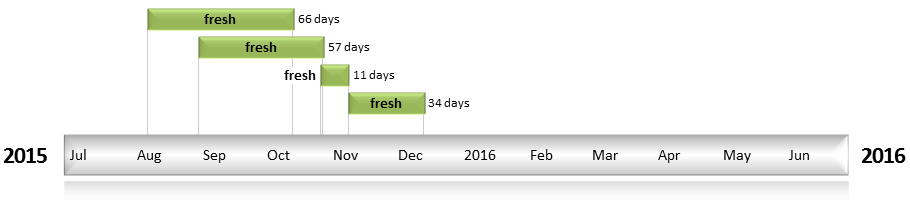 fresh 66 days
fresh 57 days
fresh 11 days
fresh 34 days
2015 Jul Aug Sep Oct Nov Dec 2016 Feb Mar Apr May Jun 2016